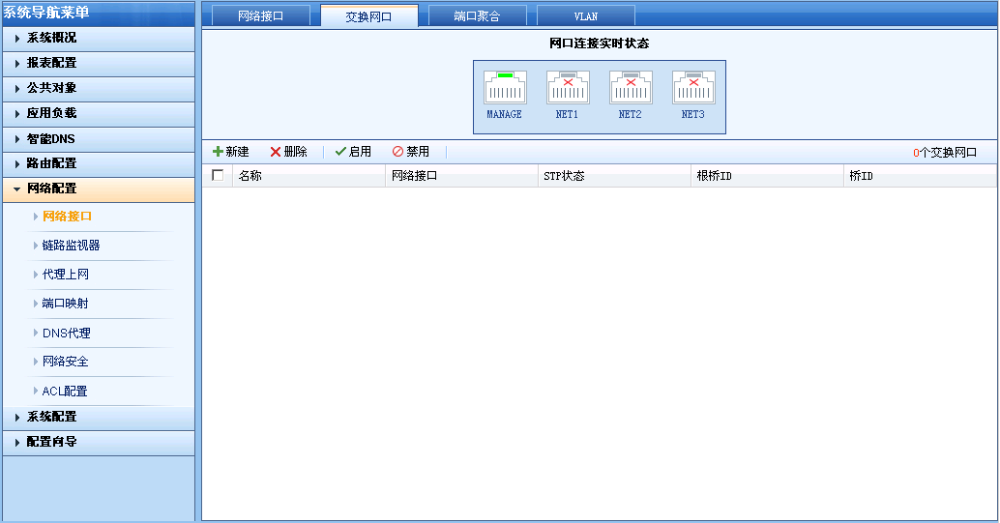 系统导航菜单
系统概况
报表配置
公共对象
应用负载
智能DNS
路由配置
网络配置
网络接口
链路监视器
代理上网
端口映射
DNS代理
网络安全
ACL配置
系统配置
配置向导
网络接口 交换网口 端口聚合 VLAN
网口连接实时状态
MANAGE NET1 NET2 NET3
新建 删除 启用 禁用 0个交换网口
名称 网络接口 STP状态 根桥ID 桥ID